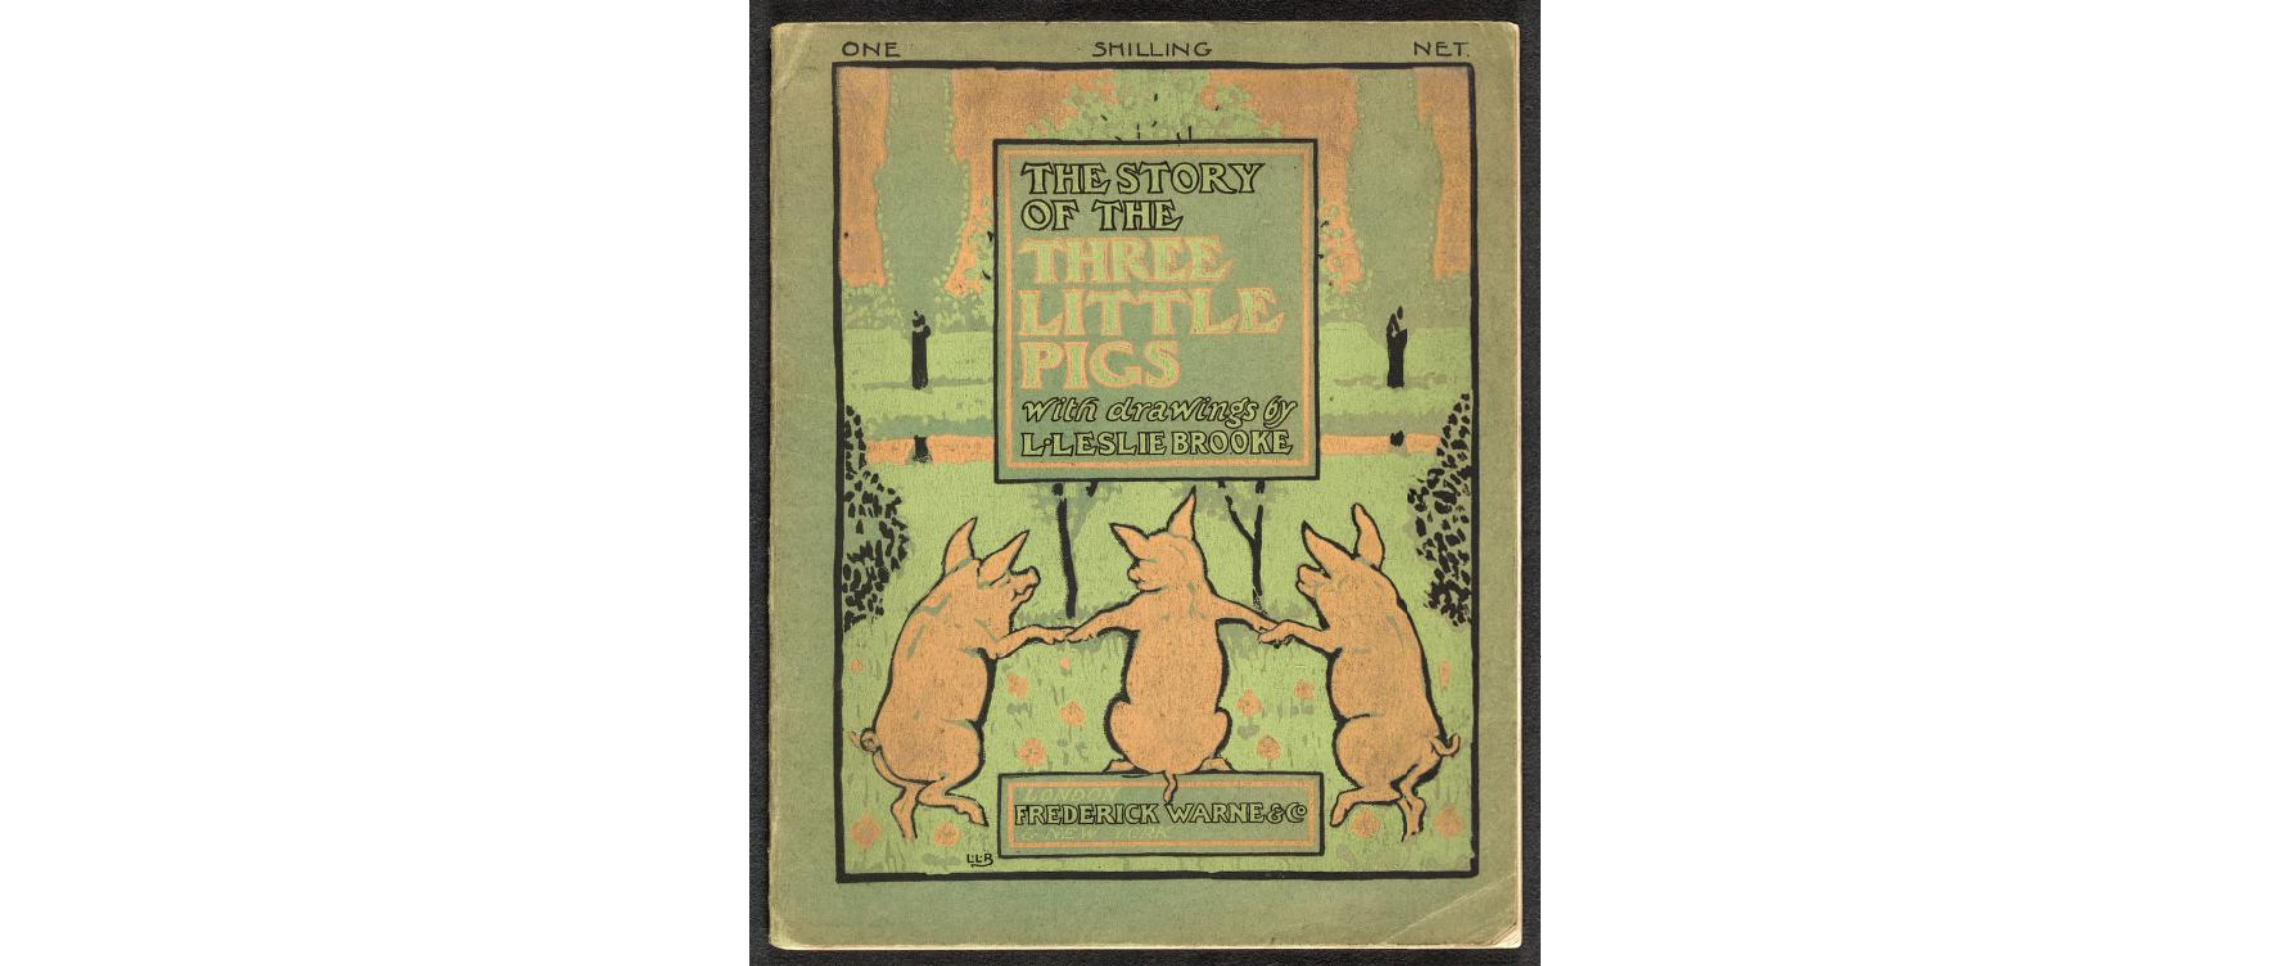 ONE SHILLING NET.
THE STORY
OF THE
THREE
LITTLE
PIGS
with drawings by
L·LESLIE BROOKE
LONDON
FREDERICK WARNE & Co
& NEW YORK
L.L.B